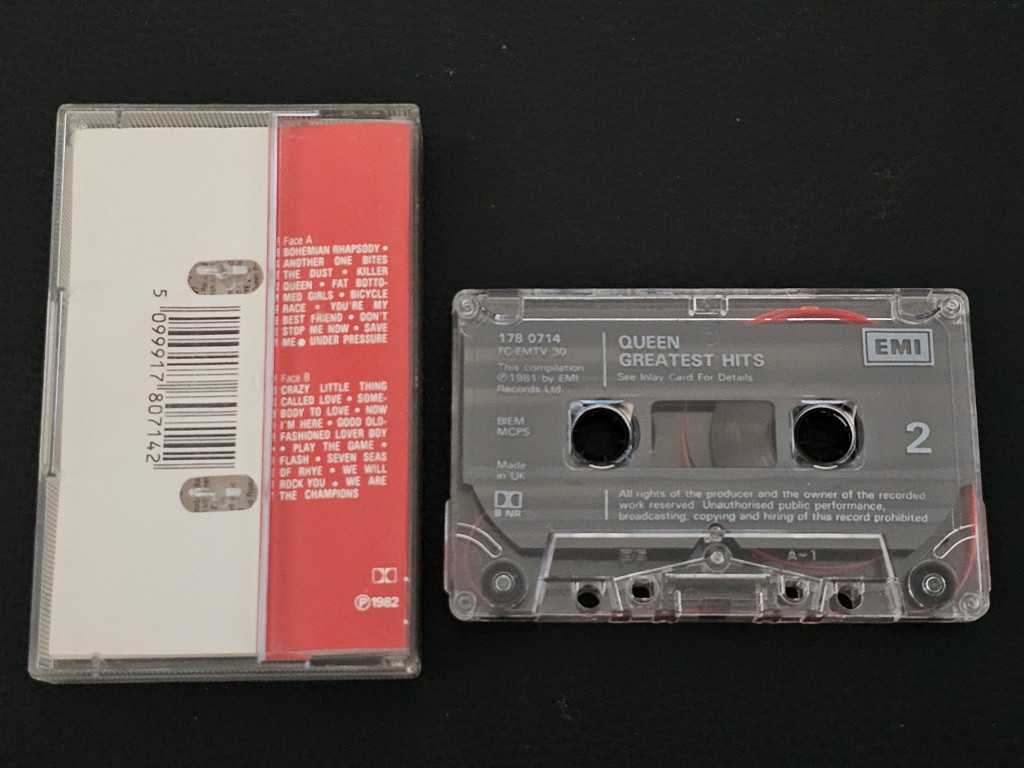 Face A
BOHEMIAN RHAPSODY •
ANOTHER ONE BITES
THE DUST • KILLER
QUEEN • FAT BOTTO-
MED GIRLS • BICYCLE
RACE • YOU'RE MY
BEST FRIEND • DON'T
STOP ME NOW • SAVE
ME • UNDER PRESSURE
Face B
CRAZY LITTLE THING
CALLED LOVE • SOME-
BODY TO LOVE • NOW
I'M HERE • GOOD OLD-
FASHIONED LOVER BOY
• PLAY THE GAME •
FLASH • SEVEN SEAS
OF RHYE • WE WILL
ROCK YOU • WE ARE
THE CHAMPIONS
℗ 1982
5 099917 807142
178 0714
TC-EMTV 30
This compilation
℗ 1981 by EMI
Records Ltd
BIEM
MCPS
Made
in UK
B NR
QUEEN
GREATEST HITS
See Inlay Card For Details
EMI
2
All rights of the producer and the owner of the recorded
work reserved Unauthorised public performance,
broadcasting, copying and hiring of this record prohibited
A-1